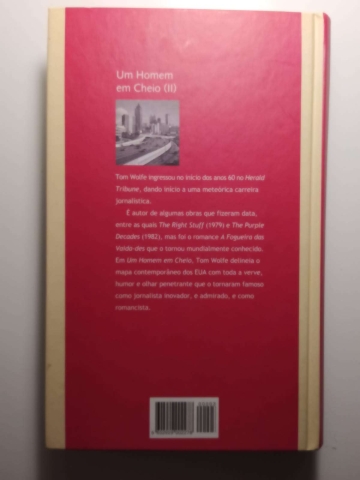 Um Homem
em Cheio (II)
Tom Wolfe ingressou no início dos anos 60 no Herald
Tribune, dando início a uma meteórica carreira
jornalística.
É autor de algumas obras que fizeram data,
entre as quais The Right Stuff (1979) e The Purple
Decades (1982), mas foi o romance A Fogueira das
Vaida-des que o tornou mundialmente conhecido.
Em Um Homem em Cheio, Tom Wolfe delineia o
mapa contemporâneo dos EUA com toda a verve,
humor e olhar penetrante que o tornaram famoso
como jornalista inovador, e admirado, e como
romancista.